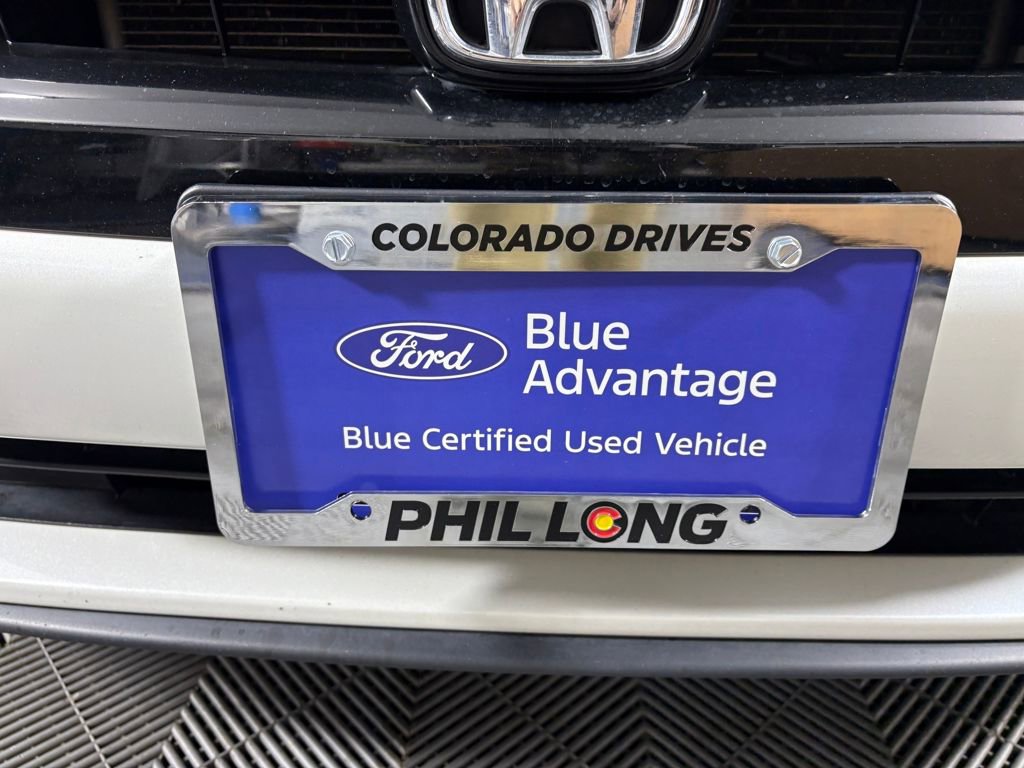 COLORADO DRIVES
Ford
Blue
Advantage
Blue Certified Used Vehicle
PHIL LONG